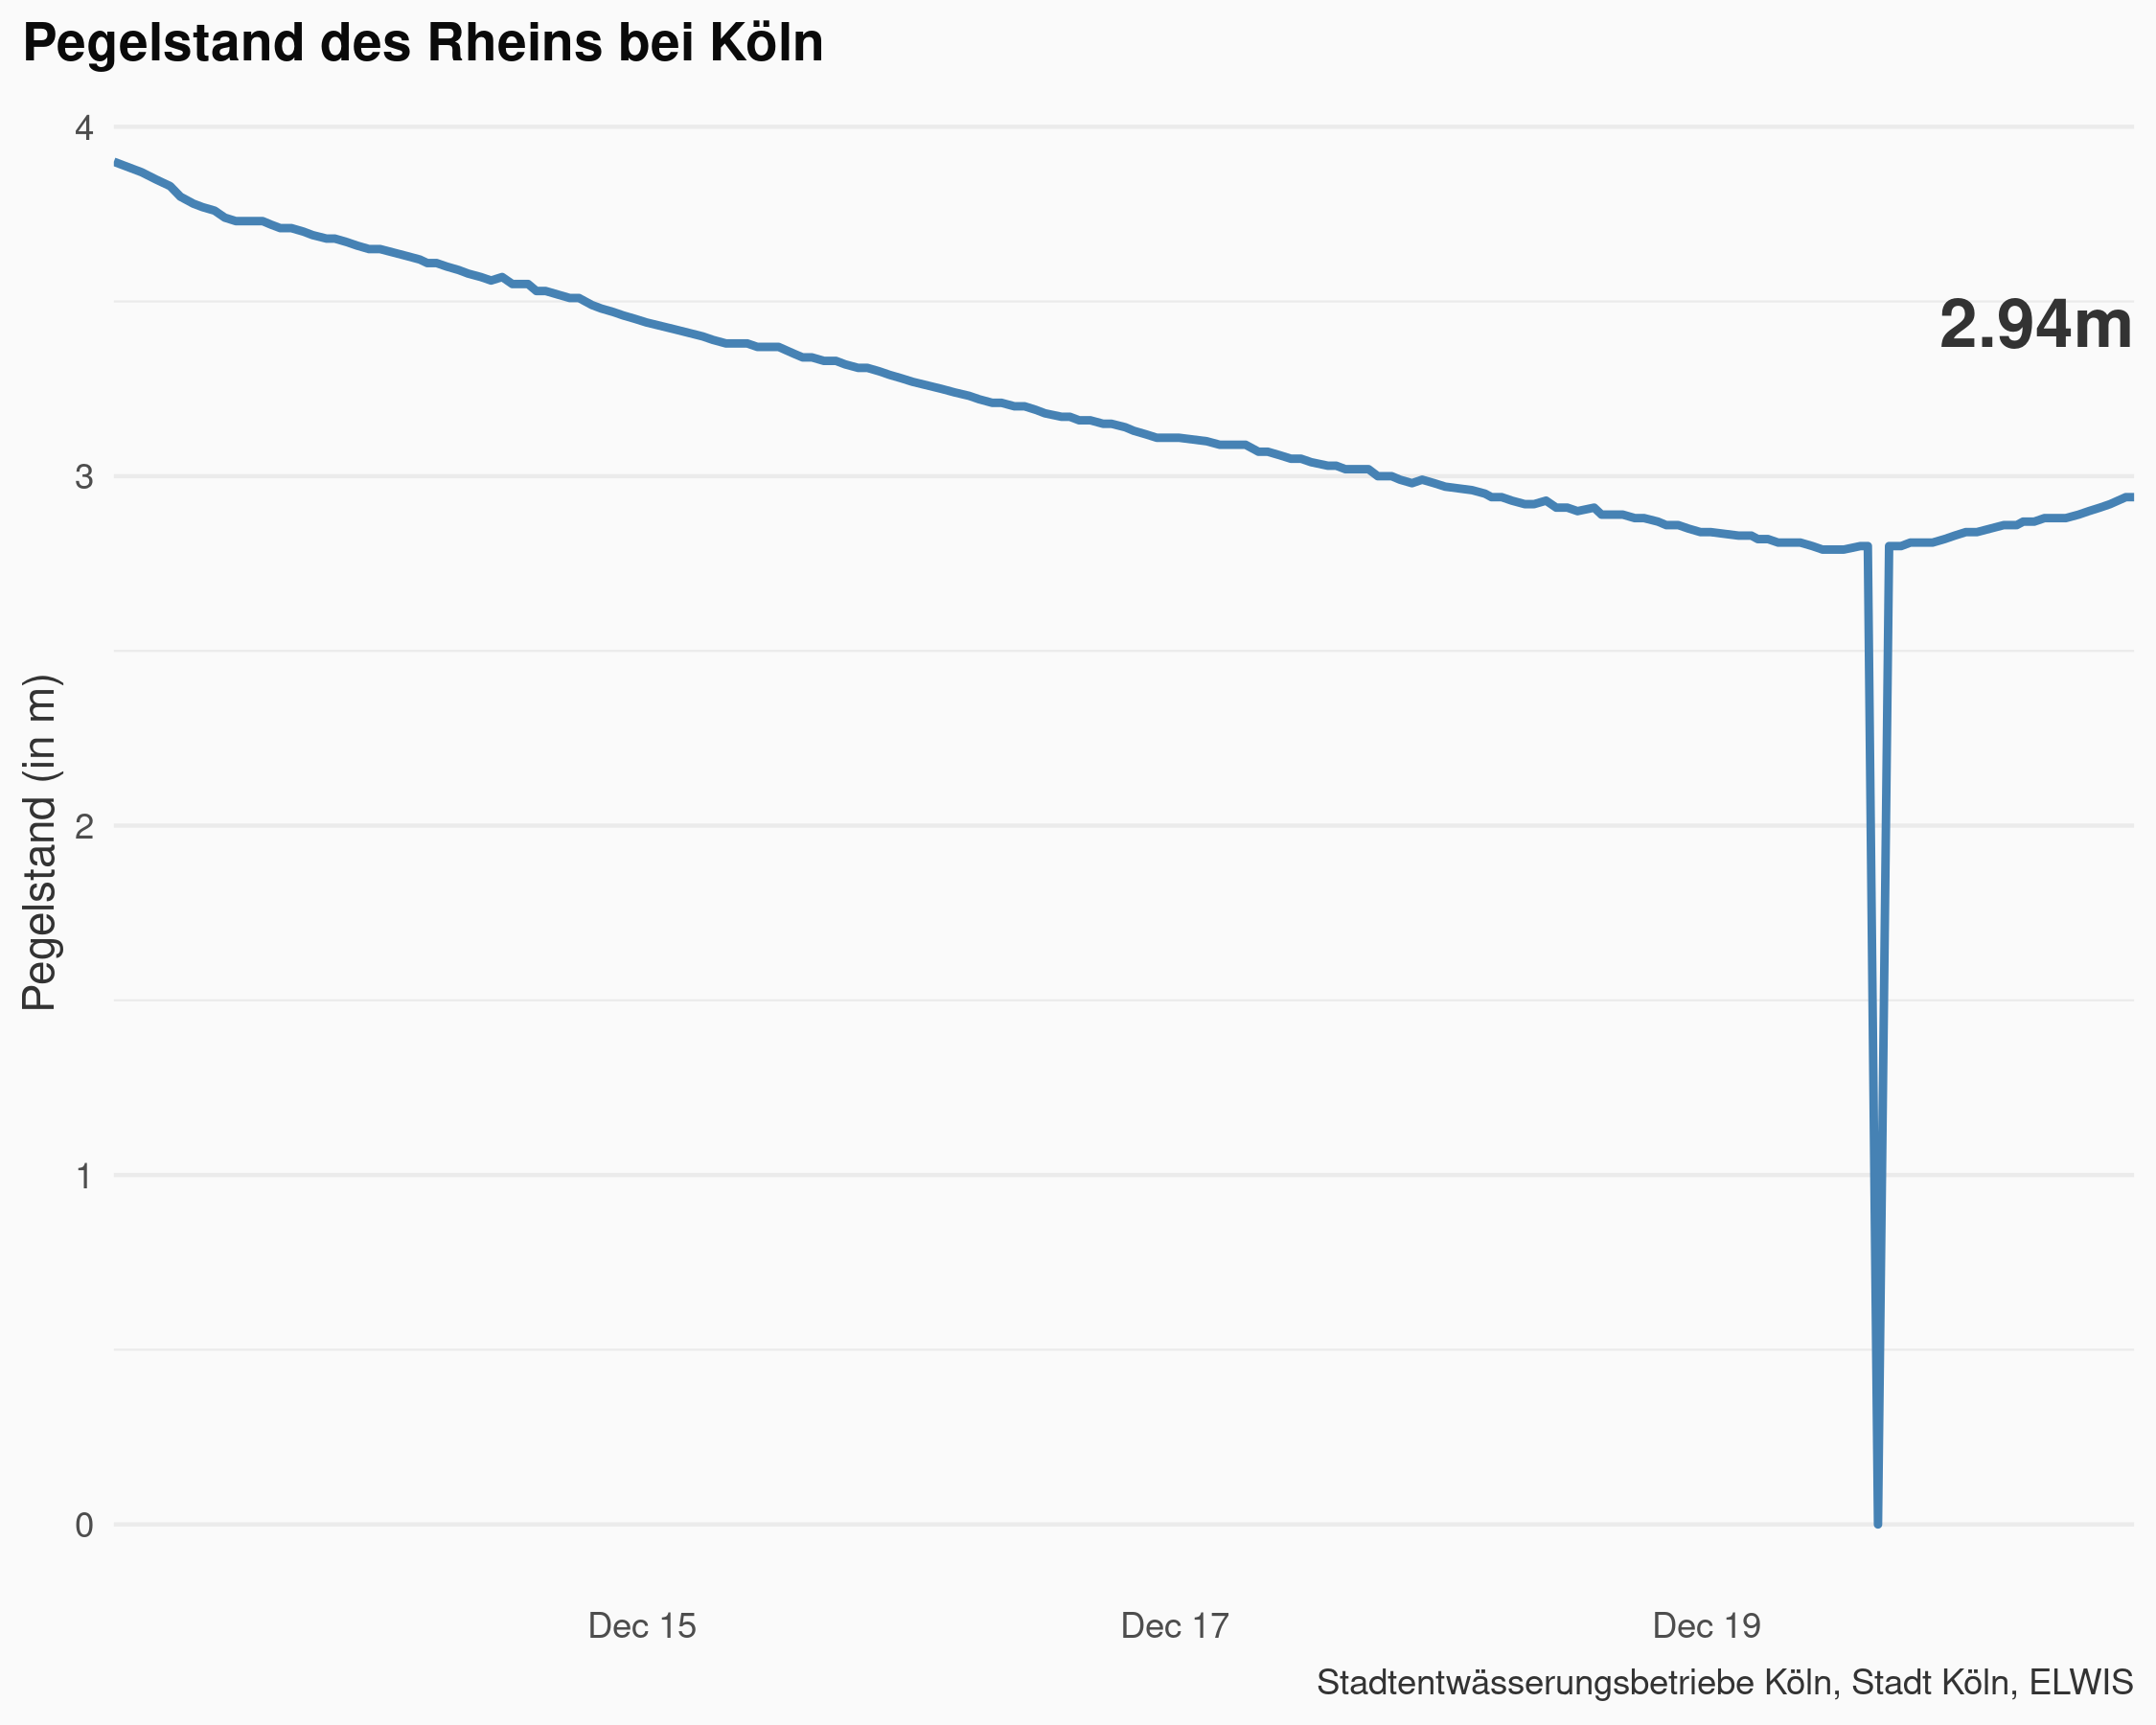 Pegelstand des Rheins bei Köln
4
3
2
1
0
Pegelstand (in m)
2.94m
Dec 15
Dec 17
Dec 19
Stadtentwässerungsbetriebe Köln, Stadt Köln, ELWIS